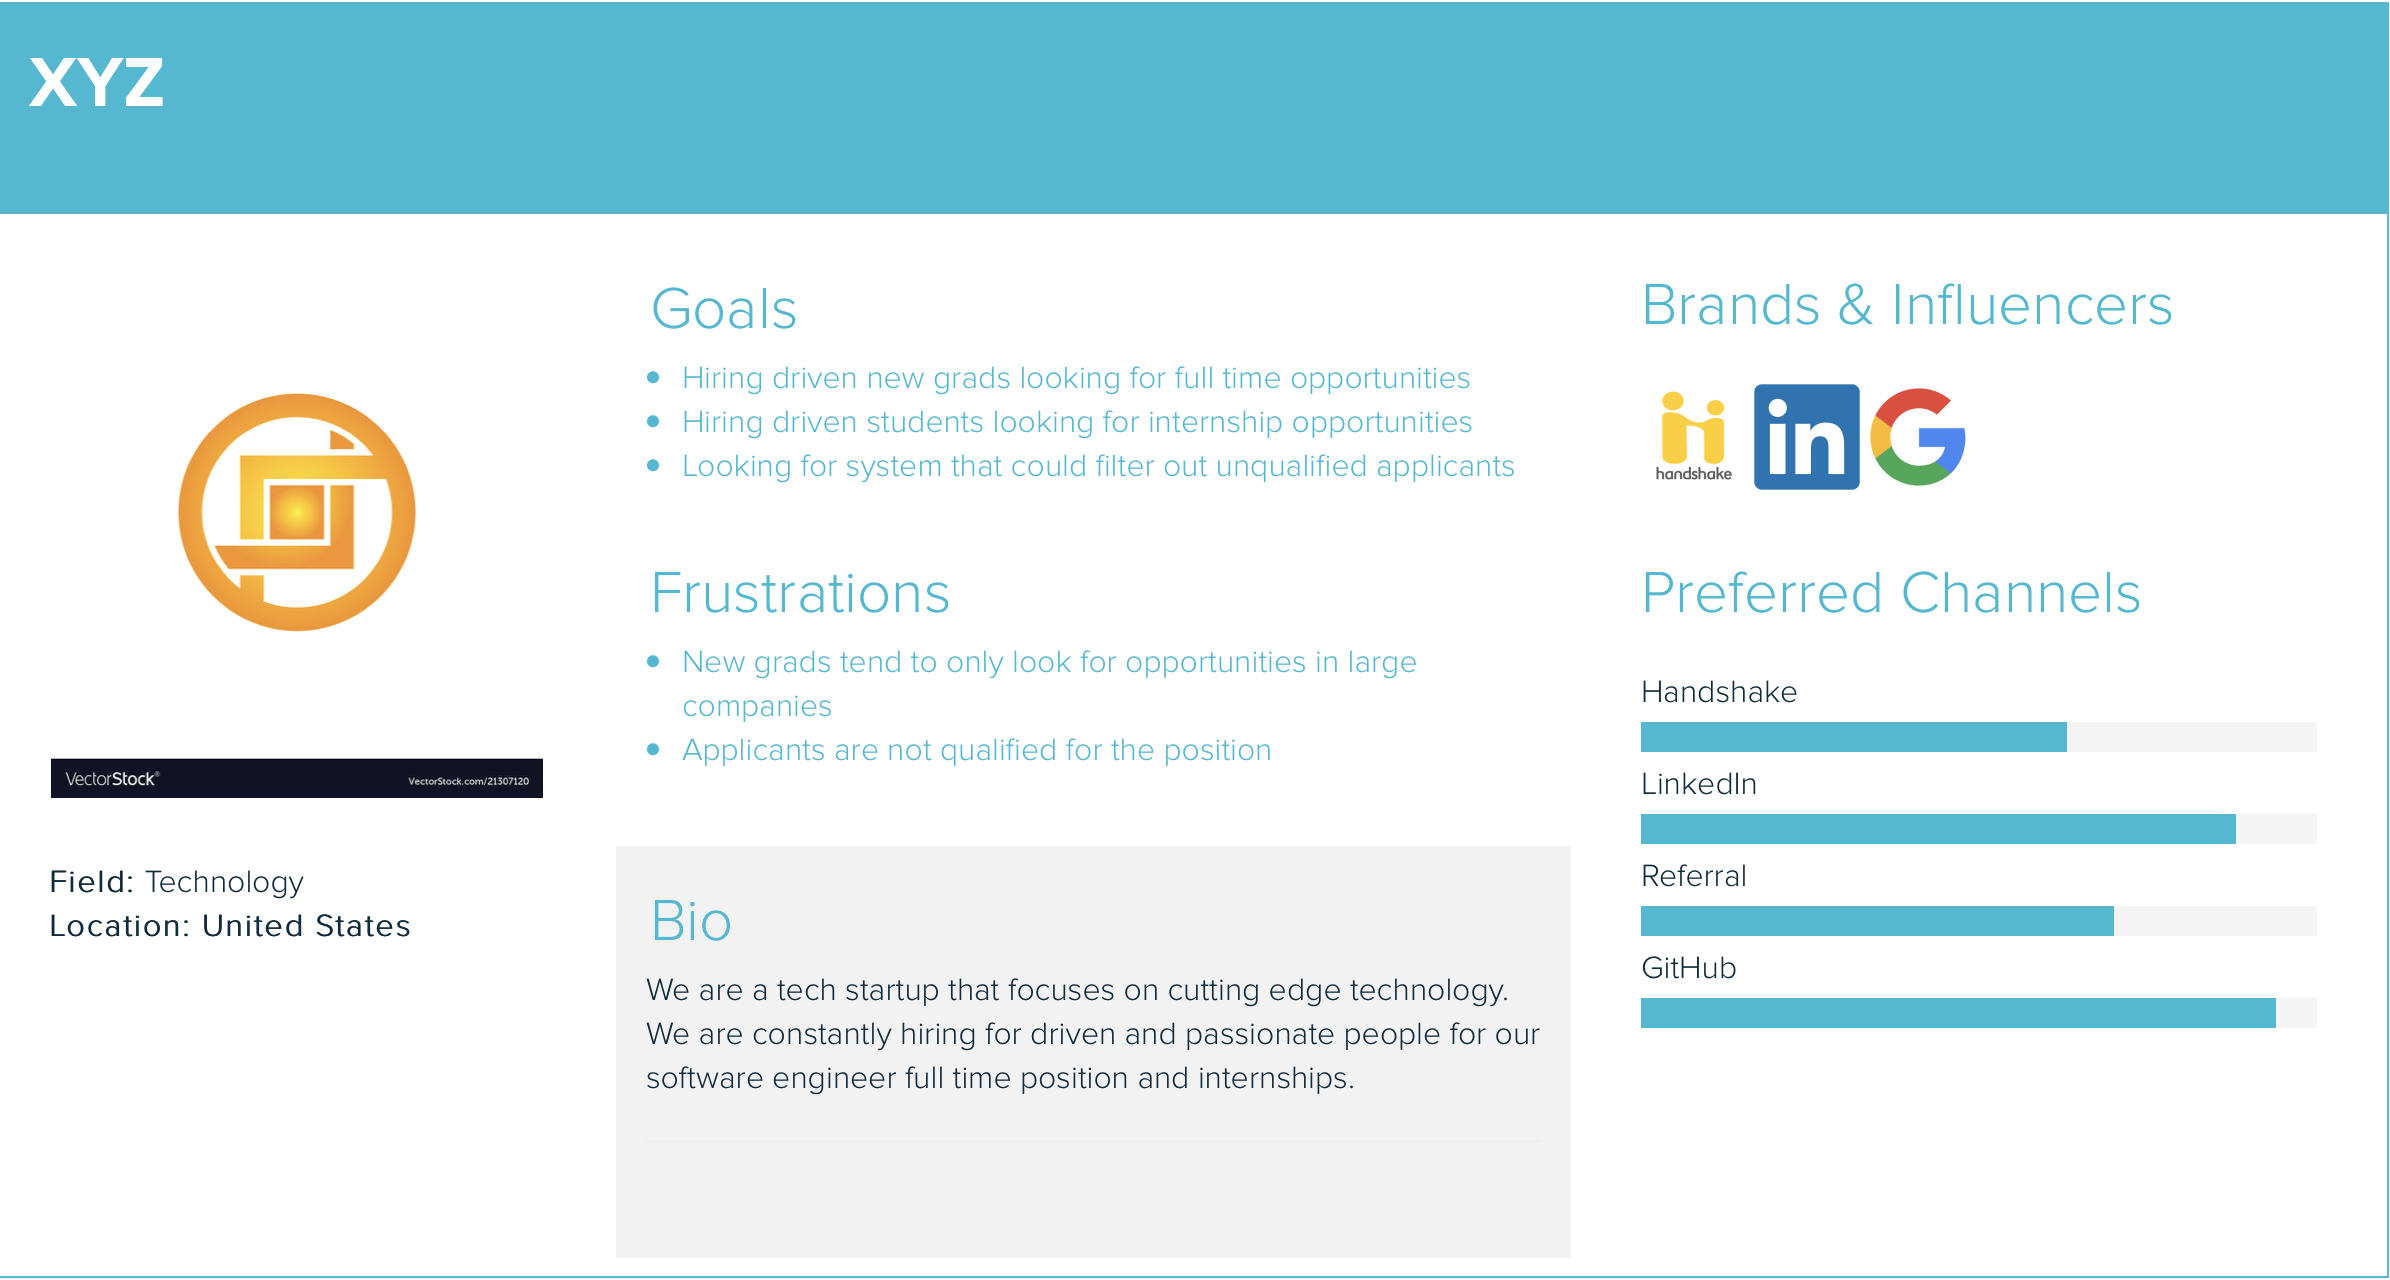 XYZ
VectorStock®
VectorStock.com/21307120
Field: Technology
Location: United States
Goals
Hiring driven new grads looking for full time opportunities
Hiring driven students looking for internship opportunities
Looking for system that could filter out unqualified applicants
Frustrations
New grads tend to only look for opportunities in large
companies
Applicants are not qualified for the position
Bio
We are a tech startup that focuses on cutting edge technology.
We are constantly hiring for driven and passionate people for our
software engineer full time position and internships.
Brands & Influencers
handshake
in
G
Preferred Channels
Handshake
LinkedIn
Referral
GitHub